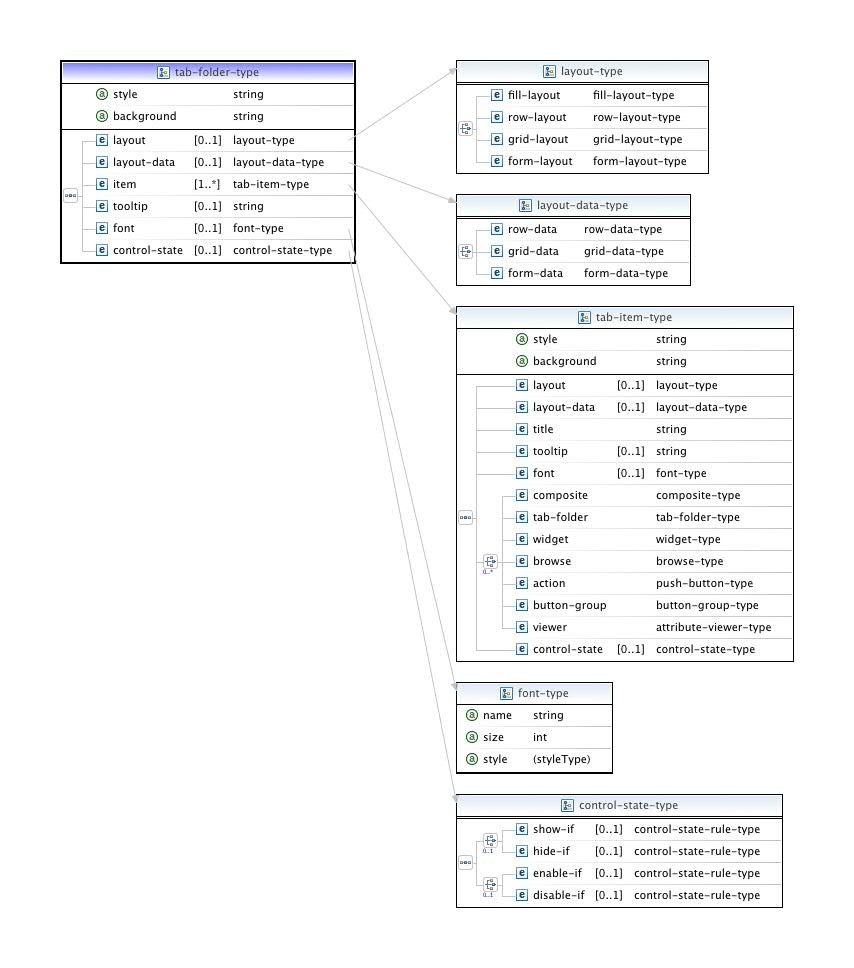 tab-folder-type
a style string
a background string
e layout [0..1] layout-type
e layout-data [0..1] layout-data-type
e item [1..*] tab-item-type
e tooltip [0..1] string
e font [0..1] font-type
e control-state [0..1] control-state-type
layout-type
e fill-layout fill-layout-type
e row-layout row-layout-type
e grid-layout grid-layout-type
e form-layout form-layout-type
layout-data-type
e row-data row-data-type
e grid-data grid-data-type
e form-data form-data-type
tab-item-type
a style string
a background string
e layout [0..1] layout-type
e layout-data [0..1] layout-data-type
e title string
e tooltip [0..1] string
e font [0..1] font-type
e composite composite-type
e tab-folder tab-folder-type
e widget widget-type
e browse browse-type
0..*
e action push-button-type
e button-group button-group-type
e viewer attribute-viewer-type
e control-state [0..1] control-state-type
font-type
a name string
a size int
a style (styleType)
control-state-type
e show-if [0..1] control-state-rule-type
0..1
e hide-if [0..1] control-state-rule-type
e enable-if [0..1] control-state-rule-type
0..1
e disable-if [0..1] control-state-rule-type